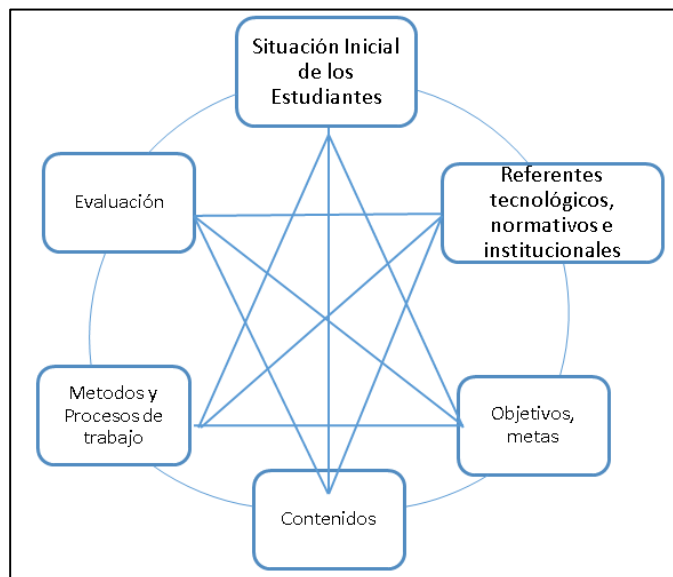 Situación Inicial
de los
Estudiantes
Evaluación
Referentes
tecnológicos,
normativos e
institucionales
Metodos y
Procesos de
trabajo
Objetivos,
metas
Contenidos